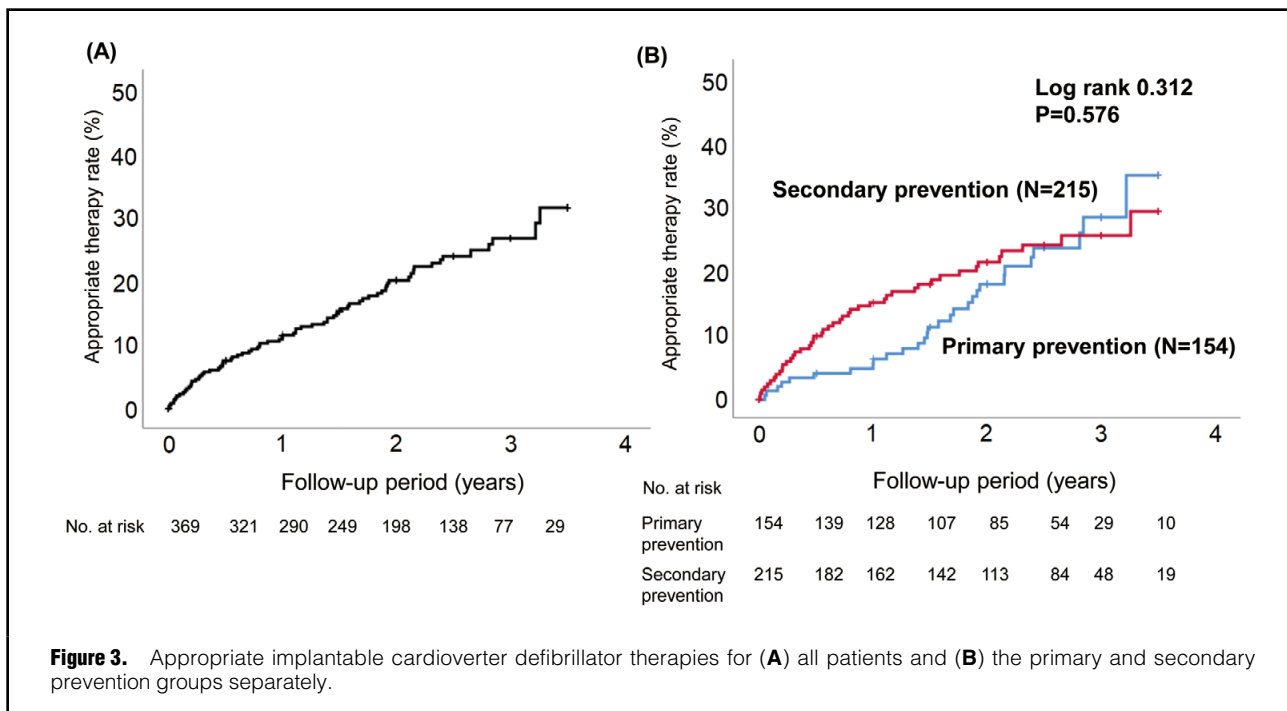 (A)
50
40
30
20
10
0
Appropriate therapy rate (%)
0 1 2 3 4
Follow-up period (years)
No. at risk 369 321 290 249 198 138 77 29
(B)
50
40
30
20
10
0
Appropriate therapy rate (%)
Log rank 0.312
P=0.576
Secondary prevention (N=215)
Primary prevention (N=154)
0 1 2 3 4
Follow-up period (years)
No. at risk
Primary prevention 154 139 128 107 85 54 29 10
Secondary prevention 215 182 162 142 113 84 48 19
Figure 3. Appropriate implantable cardioverter defibrillator therapies for (A) all patients and (B) the primary and secondary
prevention groups separately.